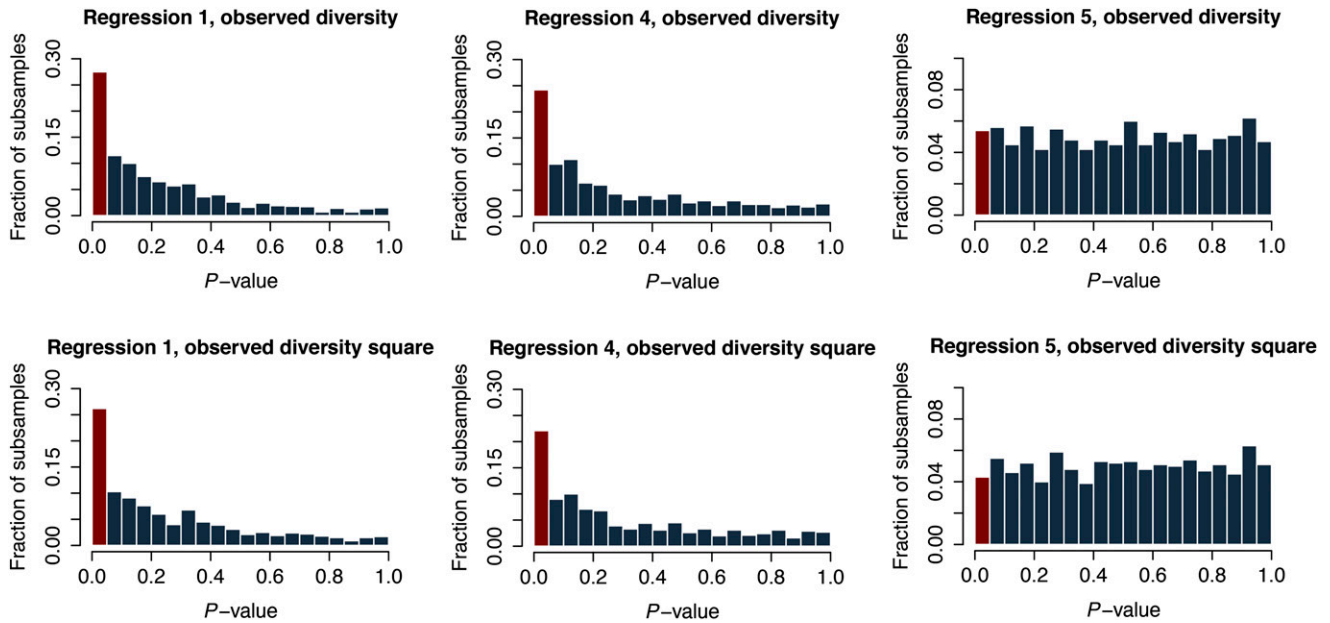 Regression 1, observed diversity
Fraction of subsamples
0.00 0.15 0.30
0.0 0.2 0.4 0.6 0.8 1.0
P−value
Regression 4, observed diversity
Fraction of subsamples
0.00 0.15 0.30
0.0 0.2 0.4 0.6 0.8 1.0
P−value
Regression 5, observed diversity
Fraction of subsamples
0.00 0.04 0.08
0.0 0.2 0.4 0.6 0.8 1.0
P−value
Regression 1, observed diversity square
Fraction of subsamples
0.00 0.15 0.30
0.0 0.2 0.4 0.6 0.8 1.0
P−value
Regression 4, observed diversity square
Fraction of subsamples
0.00 0.15 0.30
0.0 0.2 0.4 0.6 0.8 1.0
P−value
Regression 5, observed diversity square
Fraction of subsamples
0.00 0.04 0.08
0.0 0.2 0.4 0.6 0.8 1.0
P−value